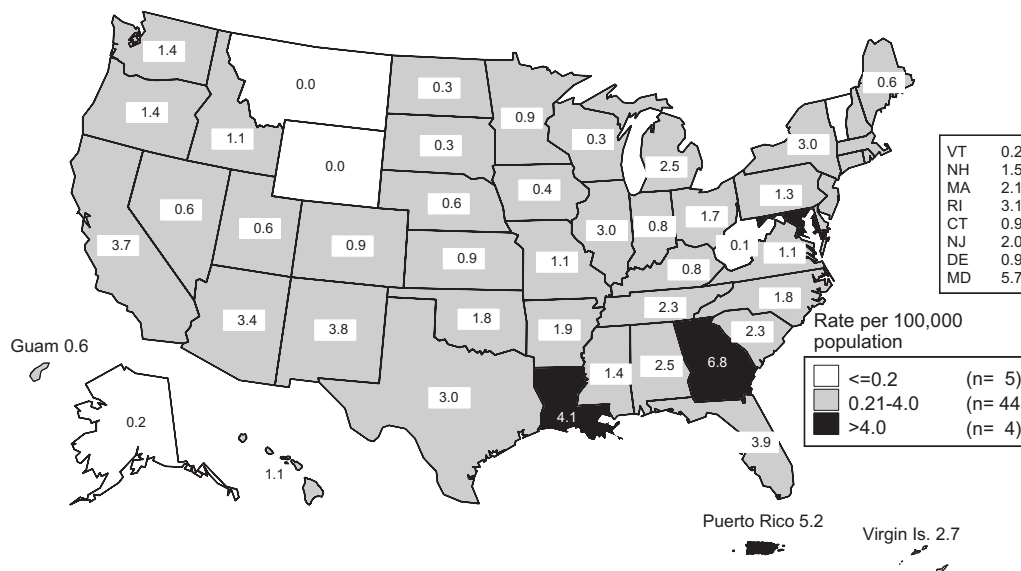 1.4
0.0
0.3
0.6
1.4
0.9
1.1
0.3
0.3
3.0
0.0
2.5
VT 0.2
NH 1.5
MA 2.1
RI 3.1
CT 0.9
NJ 2.0
DE 0.9
MD 5.7
0.4
1.3
0.6
0.6
0.6
3.0
0.8
1.7
3.7
0.9
0.1
1.1
0.9
1.1
0.8
1.8
2.3
3.4
3.8
1.8
1.9
2.3
Rate per 100,000
population
<=0.2 (n= 5)
0.21-4.0 (n= 44
>4.0 (n= 4)
Guam 0.6
1.4
2.5
6.8
3.0
4.1
0.2
3.9
1.1
Puerto Rico 5.2
Virgin Is. 2.7